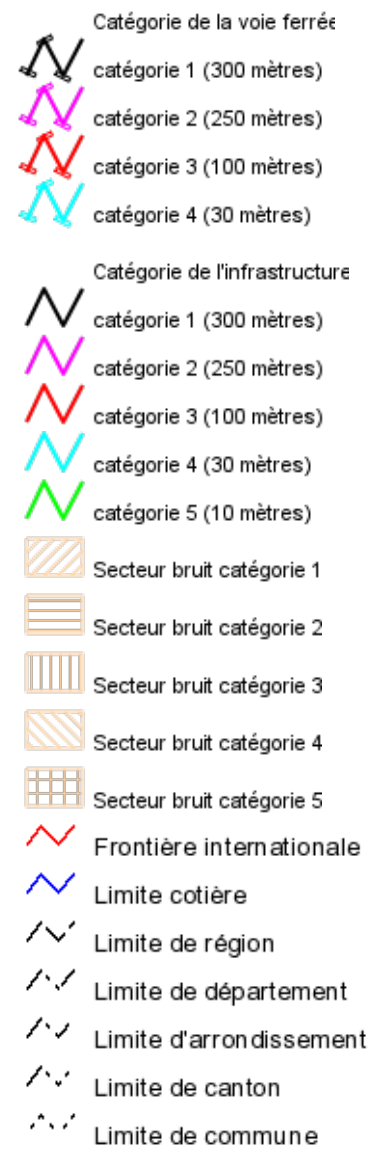 Catégorie de la voie ferrée
catégorie 1 (300 mètres)
catégorie 2 (250 mètres)
catégorie 3 (100 mètres)
catégorie 4 (30 mètres)
Catégorie de l'infrastructure
catégorie 1 (300 mètres)
catégorie 2 (250 mètres)
catégorie 3 (100 mètres)
catégorie 4 (30 mètres)
catégorie 5 (10 mètres)
Secteur bruit catégorie 1
Secteur bruit catégorie 2
Secteur bruit catégorie 3
Secteur bruit catégorie 4
Secteur bruit catégorie 5
Frontière internationale
Limite cotière
Limite de région
Limite de département
Limite d'arrondissement
Limite de canton
Limite de commune